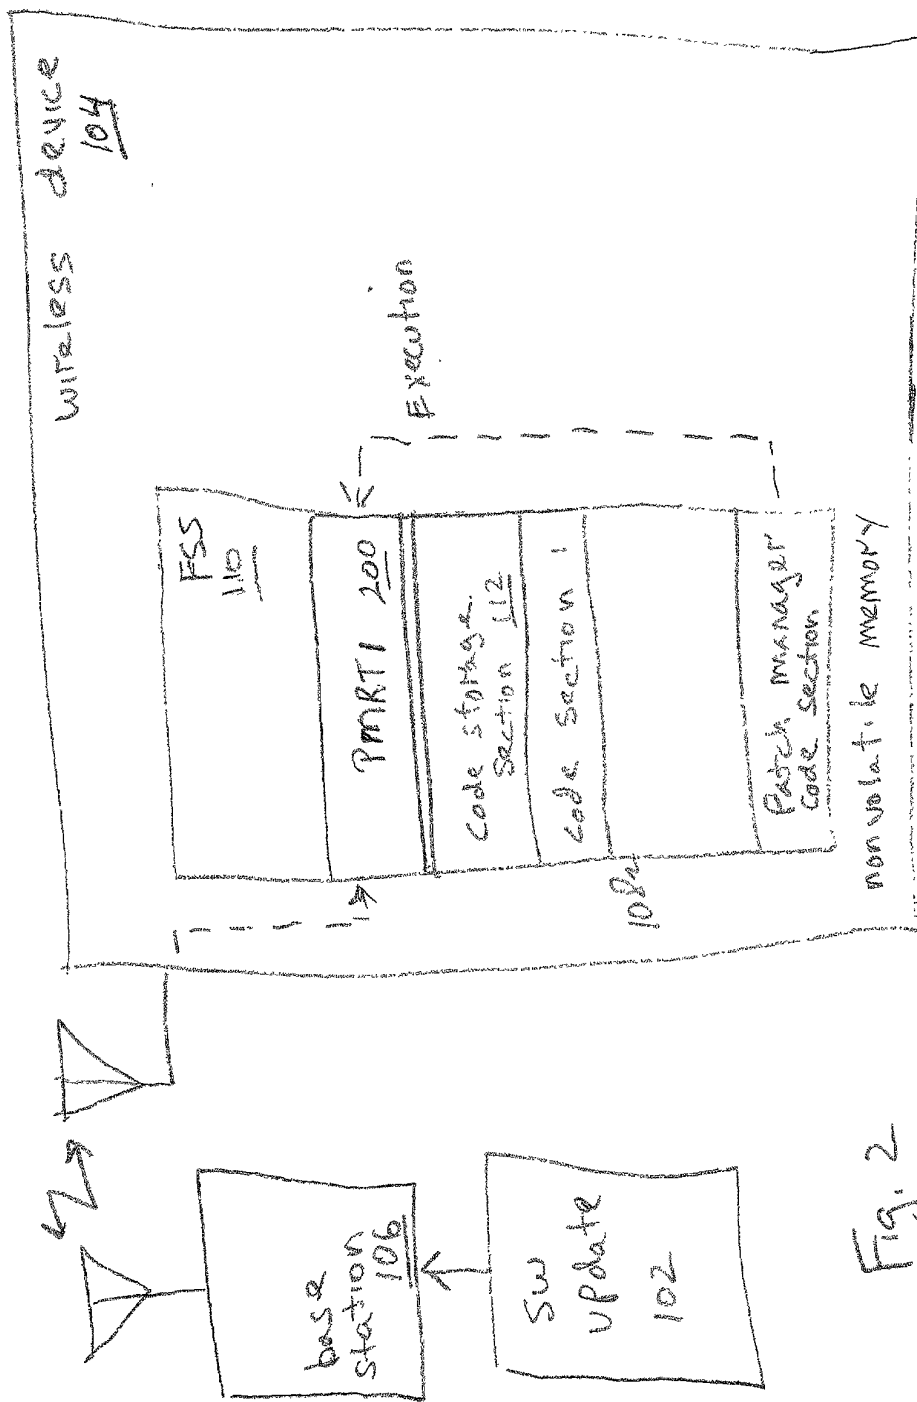 wireless device
104
FSS
110
PMRTI 200
Execution
code storage
section 112
code section 1
108
Patch manager
code section
nonvolatile memory
base
station
106
SW
update
102
Fig. 2